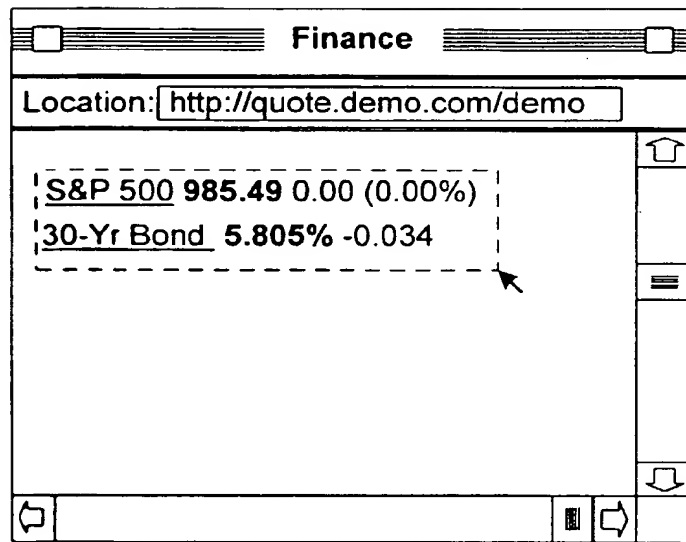 Finance
Location: http://quote.demo.com/demo
S&P 500 985.49 0.00 (0.00%)
30-Yr Bond 5.805% -0.034